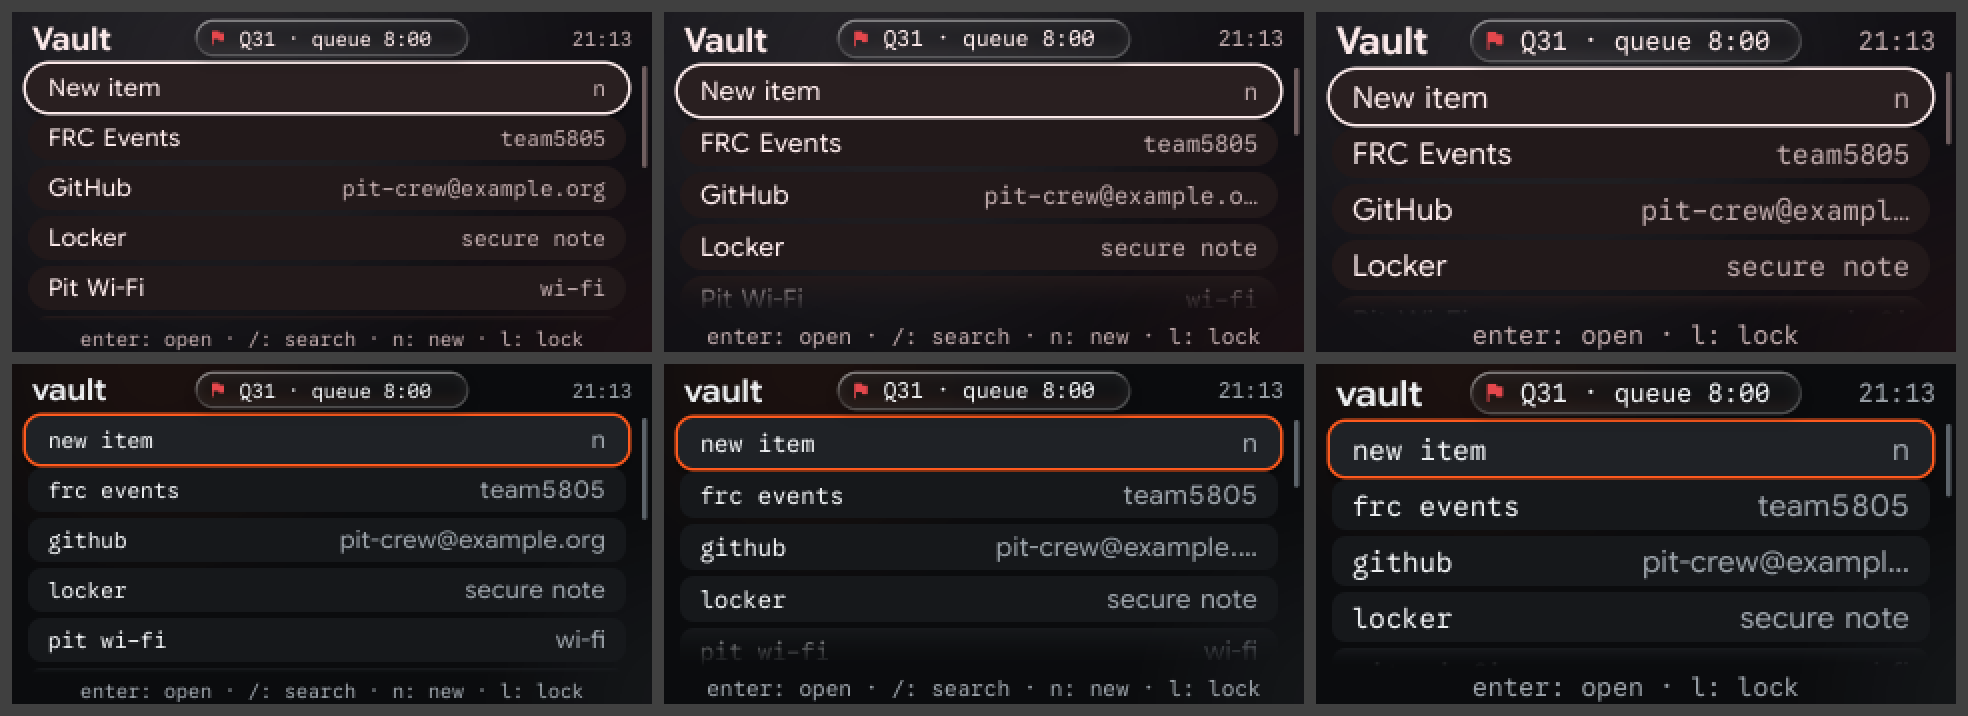 Vault
Q31 · queue 8:00
21:13
New item n
FRC Events team5805
GitHub pit-crew@example.org
Locker secure note
Pit Wi-Fi wi-fi
enter: open · /: search · n: new · l: lock
Vault
Q31 · queue 8:00
21:13
New item n
FRC Events team5805
GitHub pit-crew@example.o…
Locker secure note
Pit Wi-Fi wi-fi
enter: open · /: search · n: new · l: lock
Vault
Q31 · queue 8:00
21:13
New item n
FRC Events team5805
GitHub pit-crew@exampl…
Locker secure note
enter: open · l: lock
vault
Q31 · queue 8:00
21:13
new item n
frc events team5805
github pit-crew@example.org
locker secure note
pit wi-fi wi-fi
enter: open · /: search · n: new · l: lock
vault
Q31 · queue 8:00
21:13
new item n
frc events team5805
github pit-crew@example.…
locker secure note
pit wi-fi wi-fi
enter: open · /: search · n: new · l: lock
vault
Q31 · queue 8:00
21:13
new item n
frc events team5805
github pit-crew@exampl…
locker secure note
enter: open · l: lock